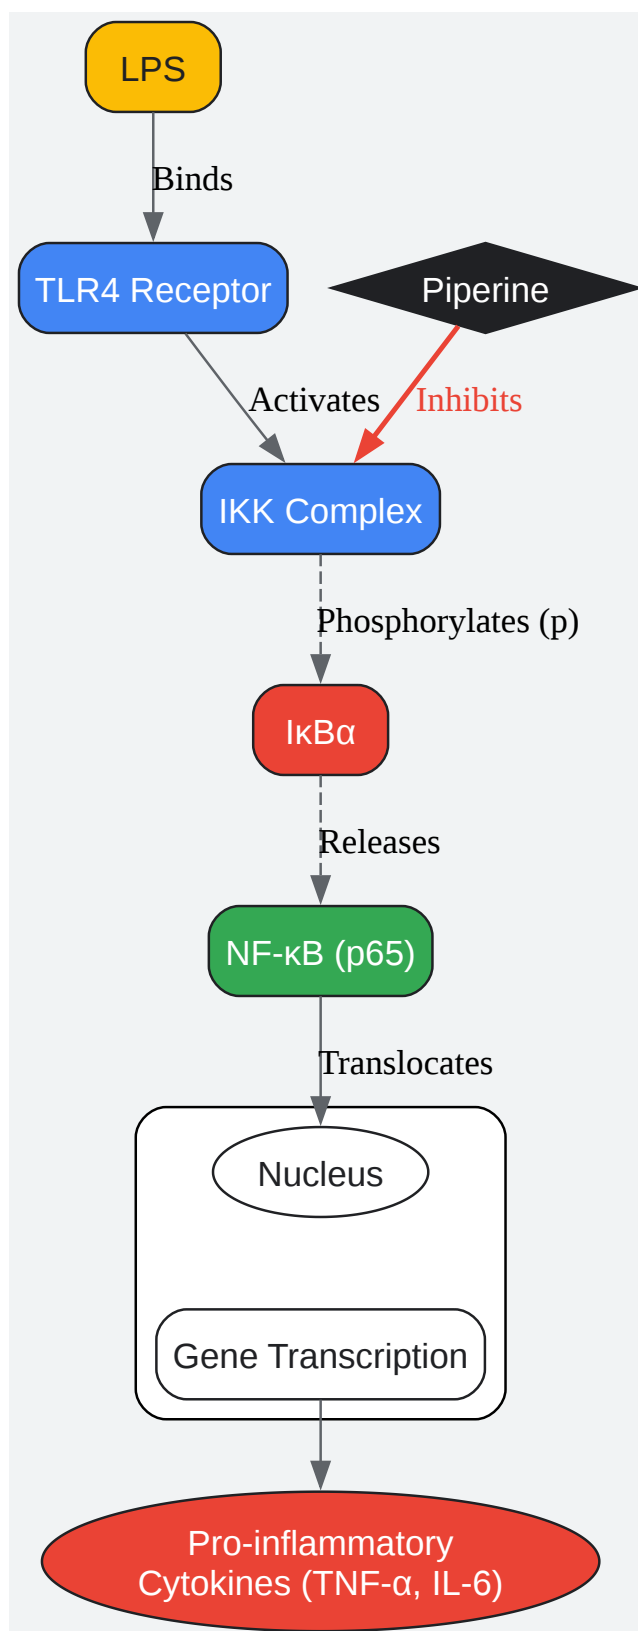 LPS
Binds
TLR4 Receptor
Piperine
Activates
Inhibits
IKK Complex
Phosphorylates (p)
IκBα
Releases
NF-κB (p65)
Translocates
Nucleus
Gene Transcription
Pro-inflammatory
Cytokines (TNF-α, IL-6)